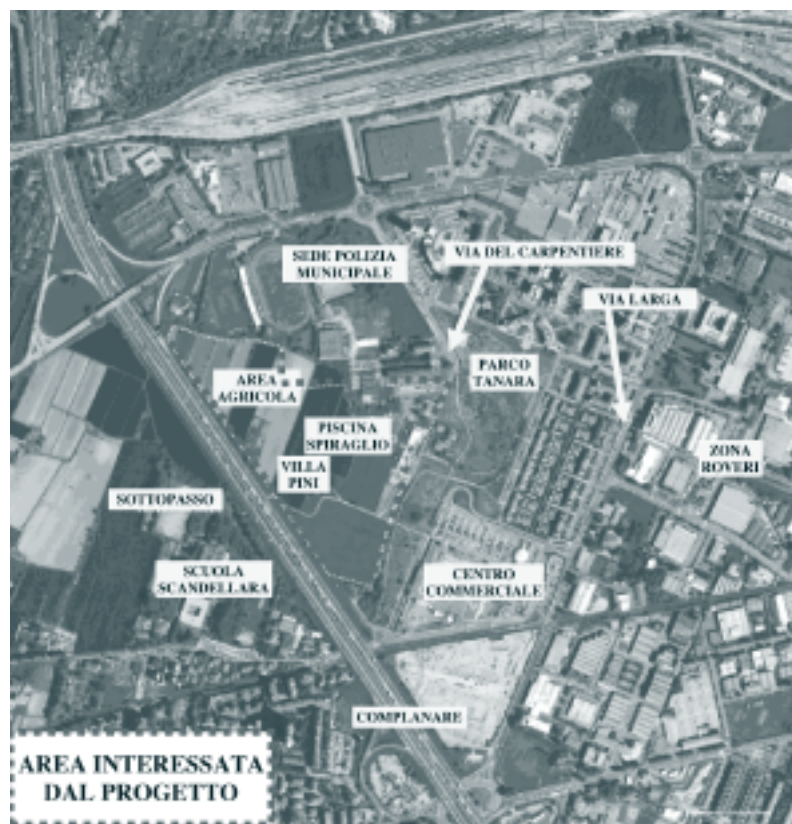 SEDE POLIZIA
MUNICIPALE
VIA DEL CARPENTIERE
VIA LARGA
PARCO
TANARA
AREA
AGRICOLA
PISCINA
SPIRAGLIO
ZONA
ROVERI
VILLA
PINI
SOTTOPASSO
SCUOLA
SCANDELLARA
CENTRO
COMMERCIALE
COMPLANARE
AREA INTERESSATA
DAL PROGETTO